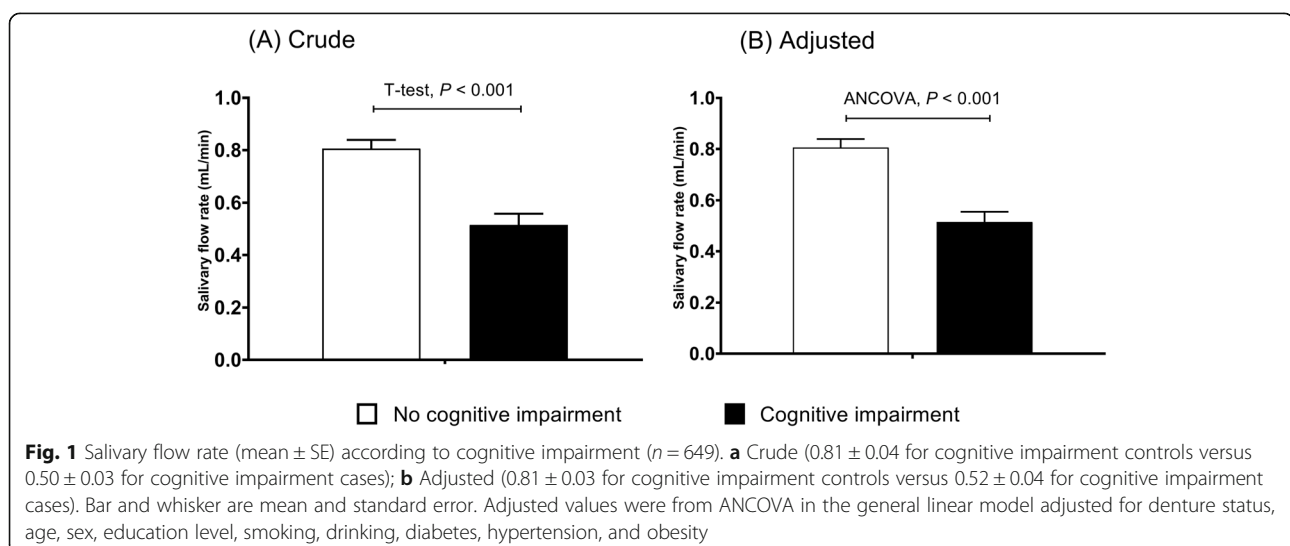 (A) Crude
(B) Adjusted
T-test, P < 0.001
ANCOVA, P < 0.001
Salivary flow rate (mL/min)
1.0
0.8
0.6
0.4
0.2
0.0
Salivary flow rate (mL/min)
1.0
0.8
0.6
0.4
0.2
0.0
No cognitive impairment
Cognitive impairment
Fig. 1 Salivary flow rate (mean ± SE) according to cognitive impairment (n = 649). a Crude (0.81 ± 0.04 for cognitive impairment controls versus
0.50 ± 0.03 for cognitive impairment cases); b Adjusted (0.81 ± 0.03 for cognitive impairment controls versus 0.52 ± 0.04 for cognitive impairment
cases). Bar and whisker are mean and standard error. Adjusted values were from ANCOVA in the general linear model adjusted for denture status,
age, sex, education level, smoking, drinking, diabetes, hypertension, and obesity